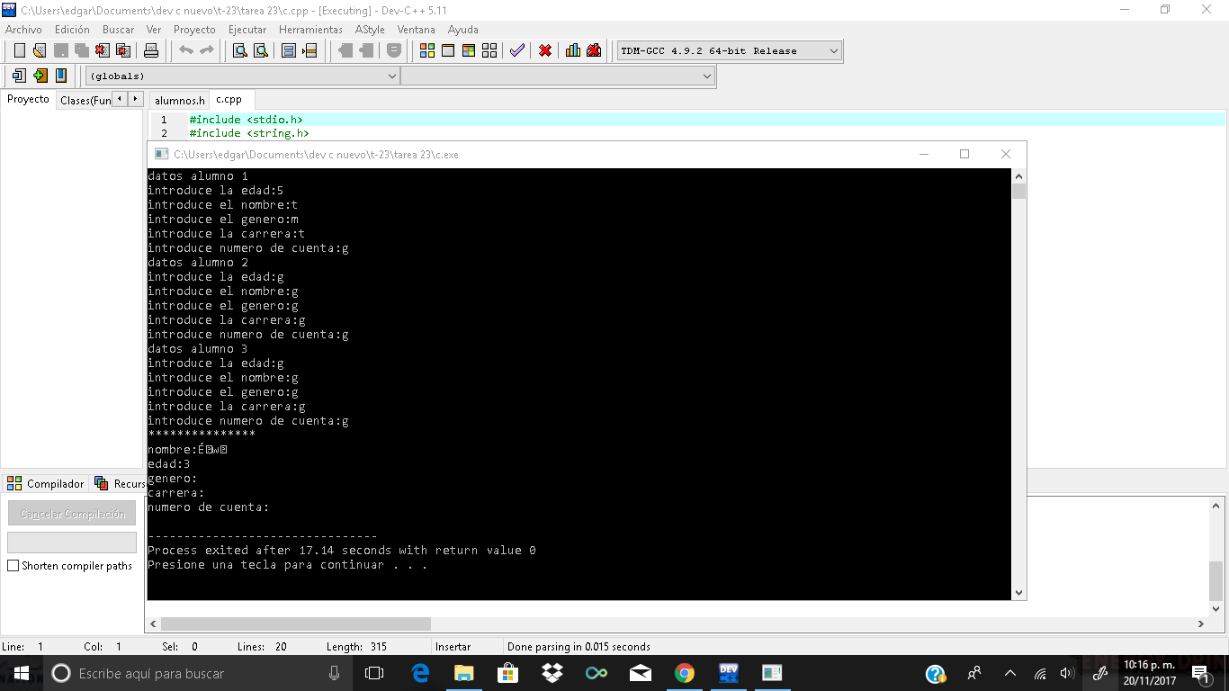 C:\Users\edgar\Documents\dev c nuevo\t-23\tarea 23\c.cpp - [Executing] - Dev-C++ 5.11
Archivo Edición Buscar Ver Proyecto Ejecutar Herramientas AStyle Ventana Ayuda
TDM-GCC 4.9.2 64-bit Release
(globals)
Proyecto Clases(Fun alumnos.h c.cpp
1 #include <stdio.h>
2 #include <string.h>
C:\Users\edgar\Documents\dev c nuevo\t-23\tarea 23\c.exe
datos alumno 1
introduce la edad:5
introduce el nombre:t
introduce el genero:m
introduce la carrera:t
introduce numero de cuenta:g
datos alumno 2
introduce la edad:g
introduce el nombre:g
introduce el genero:g
introduce la carrera:g
introduce numero de cuenta:g
datos alumno 3
introduce la edad:g
introduce el nombre:g
introduce el genero:g
introduce la carrera:g
introduce numero de cuenta:g
***************
nombre:
edad:3
genero:
carrera:
numero de cuenta:
--------------------------------
Process exited after 17.14 seconds with return value 0
Presione una tecla para continuar . . .
Compilador Recurs
Cancelar Compilación
Shorten compiler paths
Line: 1 Col: 1 Sel: 0 Lines: 20 Length: 315 Insertar Done parsing in 0.015 seconds
Escribe aquí para buscar
DEV
10:16 p. m.
20/11/2017
1